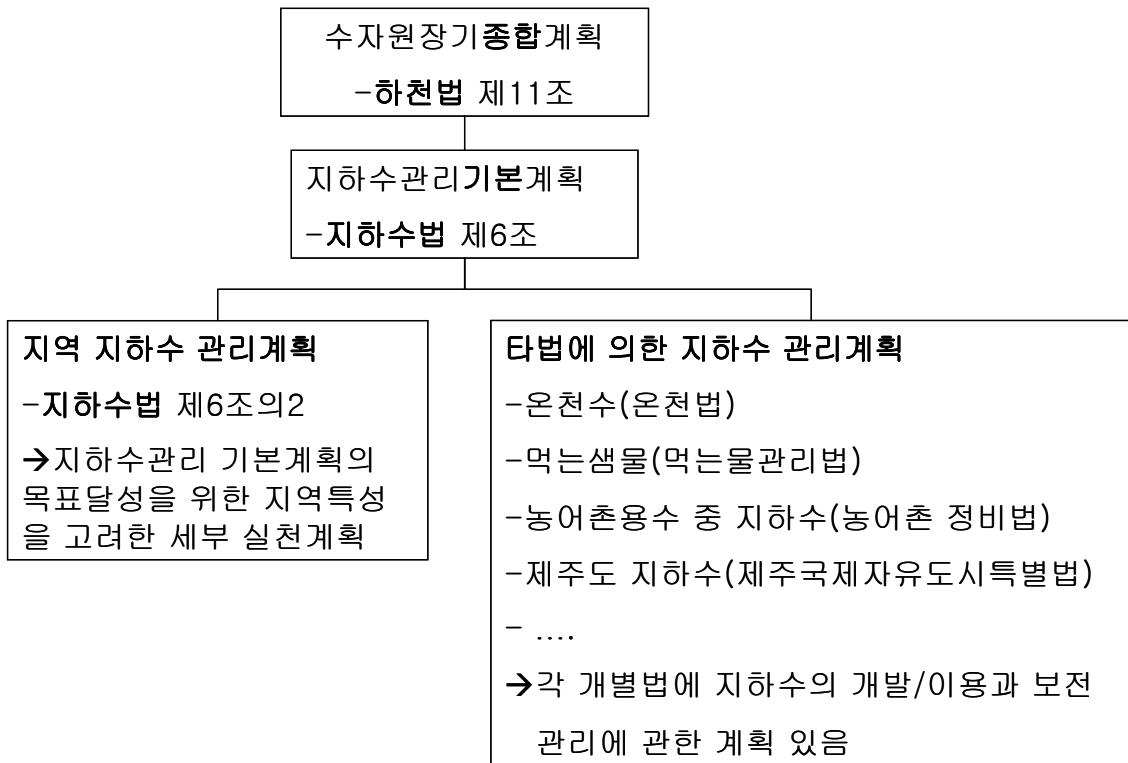 수자원장기종합계획
-하천법 제11조
지하수관리기본계획
-지하수법 제6조
지역 지하수 관리계획
-지하수법 제6조의2
→지하수관리 기본계획의
목표달성을 위한 지역특성
을 고려한 세부 실천계획
타법에 의한 지하수 관리계획
-온천수(온천법)
-먹는샘물(먹는물관리법)
-농어촌용수 중 지하수(농어촌 정비법)
-제주도 지하수(제주국제자유도시특별법)
- ....
→각 개별법에 지하수의 개발/이용과 보전
관리에 관한 계획 있음